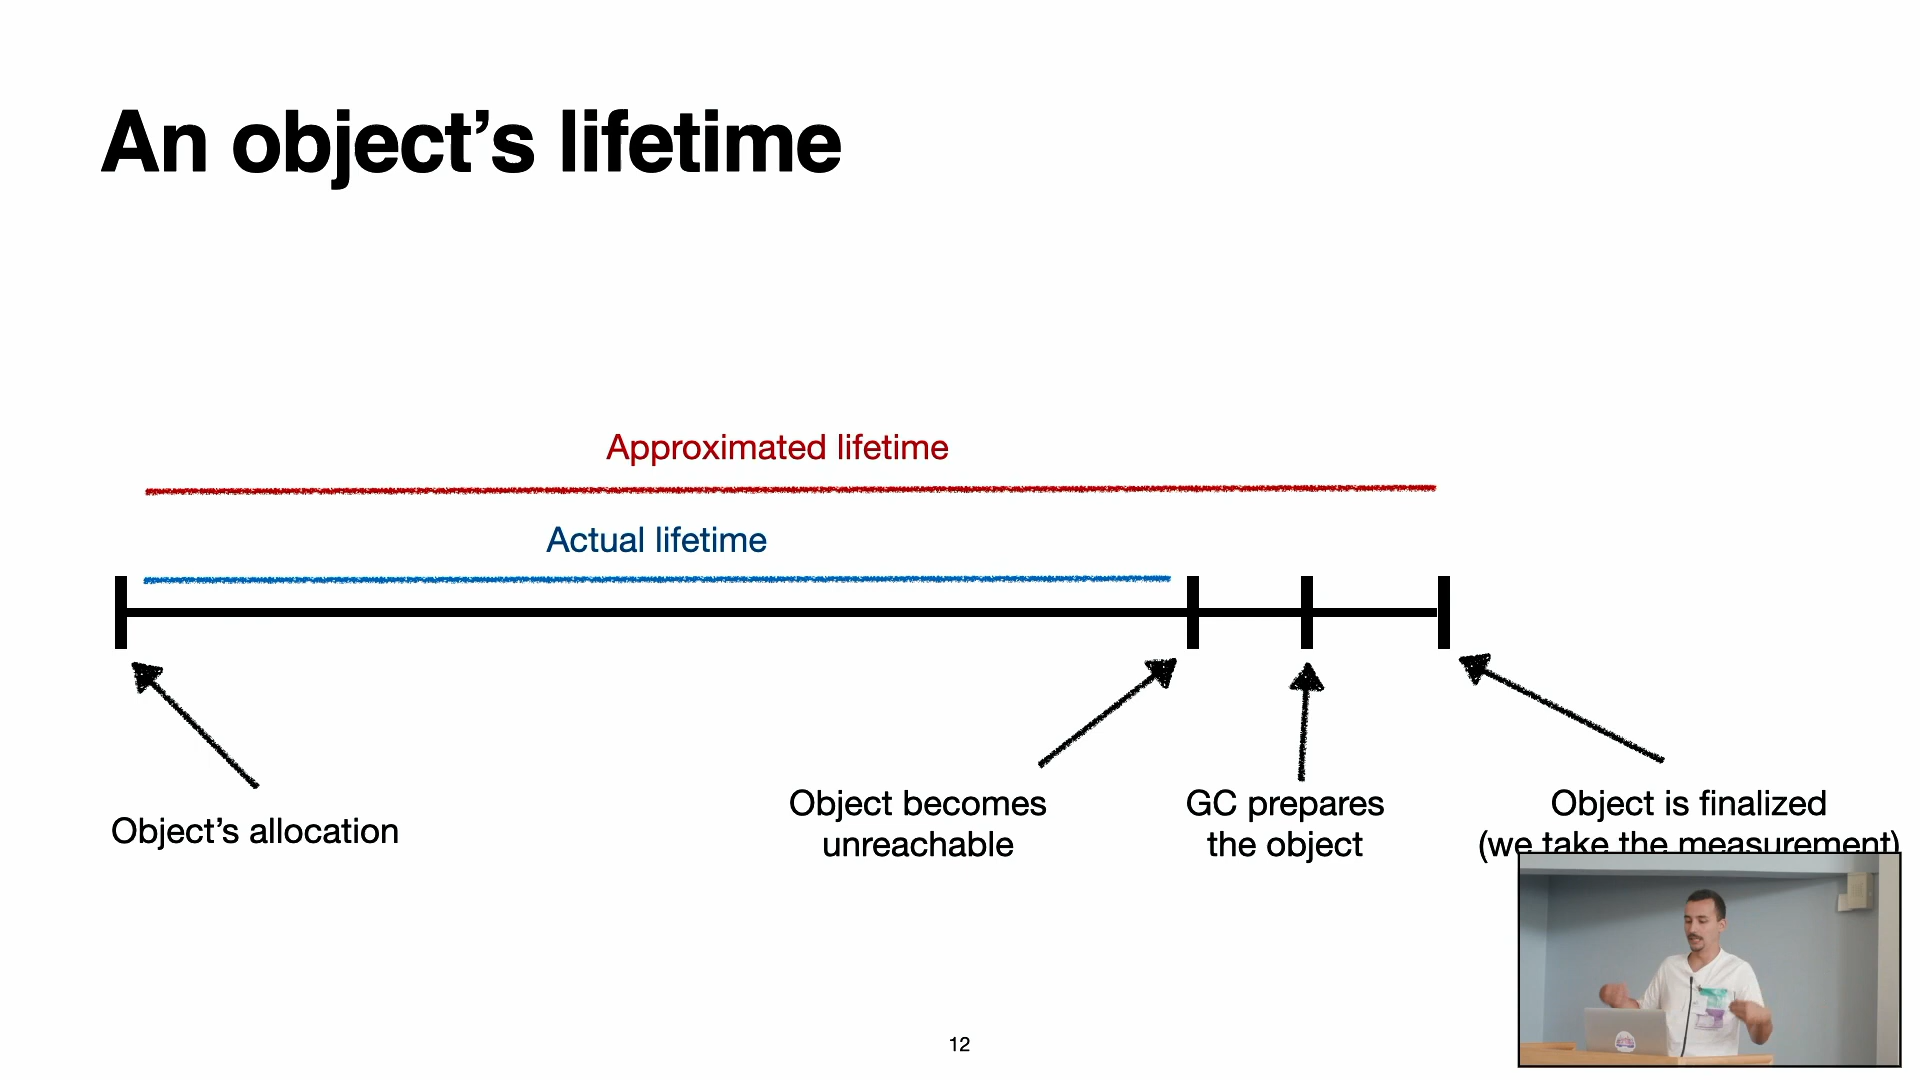 An object’s lifetime
Approximated lifetime
Actual lifetime
Object’s allocation
Object becomes
unreachable
GC prepares
the object
Object is finalized
(we take the measurement)
12